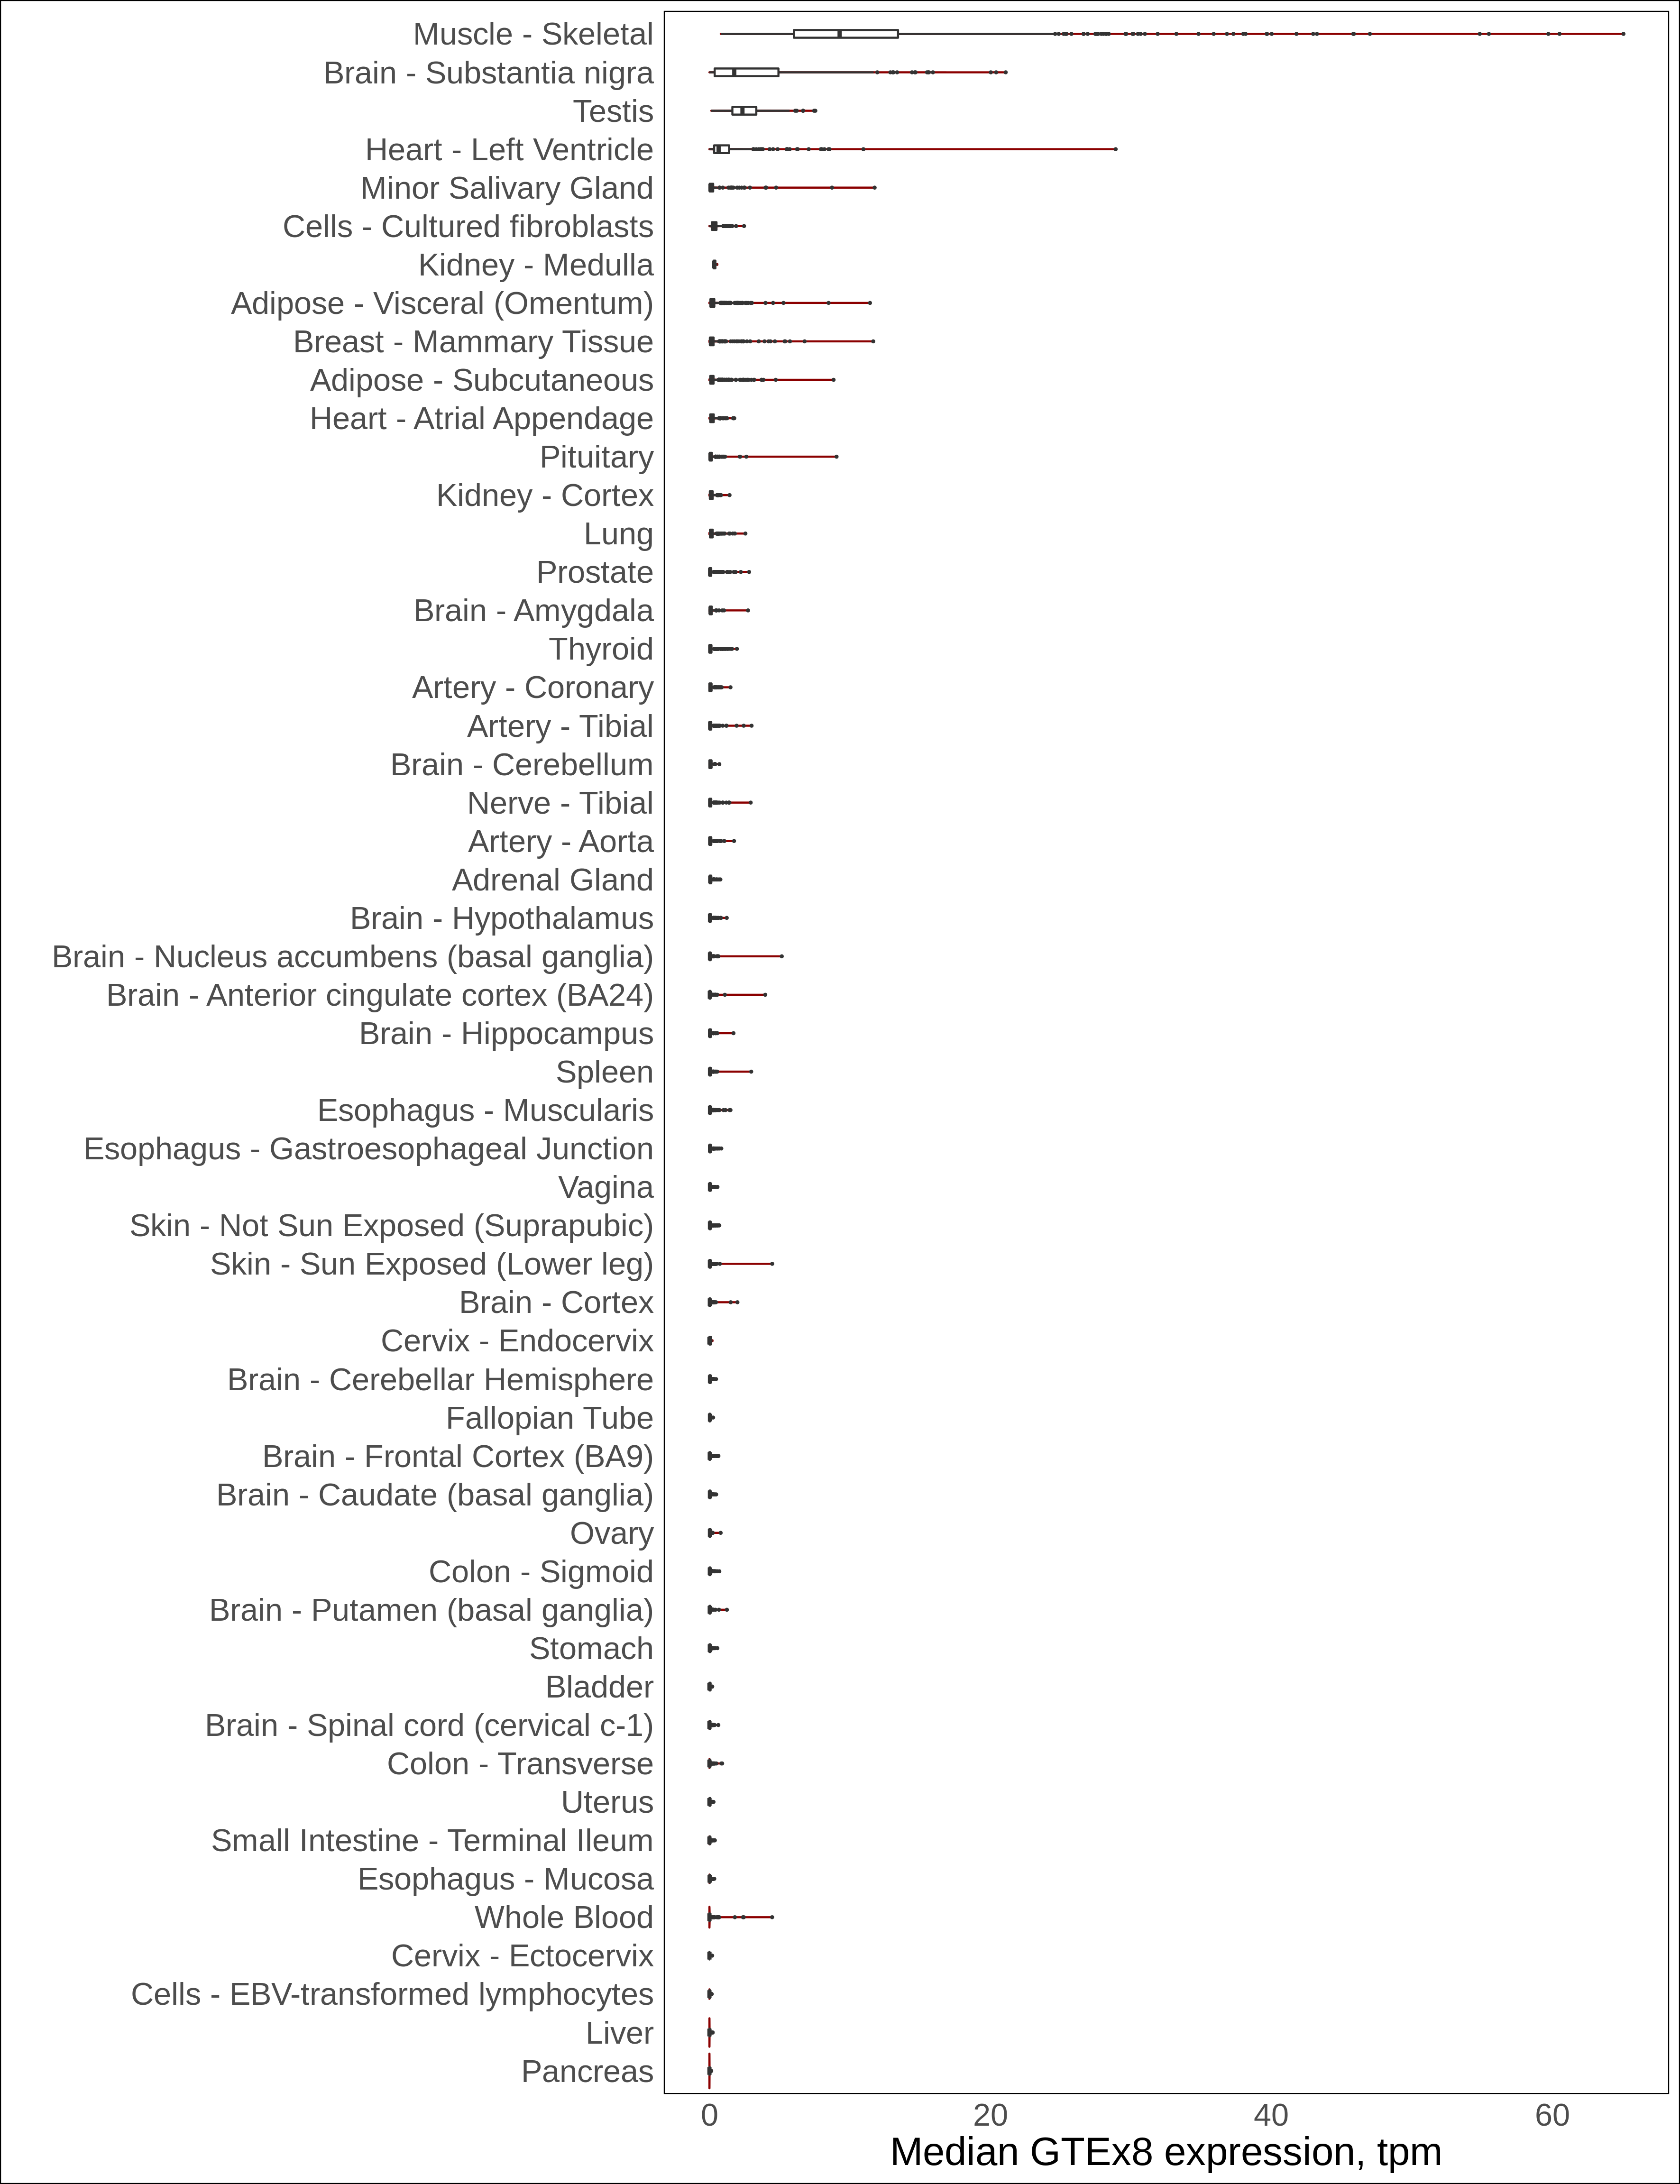 Muscle - Skeletal
Brain - Substantia nigra
Testis
Heart - Left Ventricle
Minor Salivary Gland
Cells - Cultured fibroblasts
Kidney - Medulla
Adipose - Visceral (Omentum)
Breast - Mammary Tissue
Adipose - Subcutaneous
Heart - Atrial Appendage
Pituitary
Kidney - Cortex
Lung
Prostate
Brain - Amygdala
Thyroid
Artery - Coronary
Artery - Tibial
Brain - Cerebellum
Nerve - Tibial
Artery - Aorta
Adrenal Gland
Brain - Hypothalamus
Brain - Nucleus accumbens (basal ganglia)
Brain - Anterior cingulate cortex (BA24)
Brain - Hippocampus
Spleen
Esophagus - Muscularis
Esophagus - Gastroesophageal Junction
Vagina
Skin - Not Sun Exposed (Suprapubic)
Skin - Sun Exposed (Lower leg)
Brain - Cortex
Cervix - Endocervix
Brain - Cerebellar Hemisphere
Fallopian Tube
Brain - Frontal Cortex (BA9)
Brain - Caudate (basal ganglia)
Ovary
Colon - Sigmoid
Brain - Putamen (basal ganglia)
Stomach
Bladder
Brain - Spinal cord (cervical c-1)
Colon - Transverse
Uterus
Small Intestine - Terminal Ileum
Esophagus - Mucosa
Whole Blood
Cervix - Ectocervix
Cells - EBV-transformed lymphocytes
Liver
Pancreas
0 20 40 60
Median GTEx8 expression, tpm